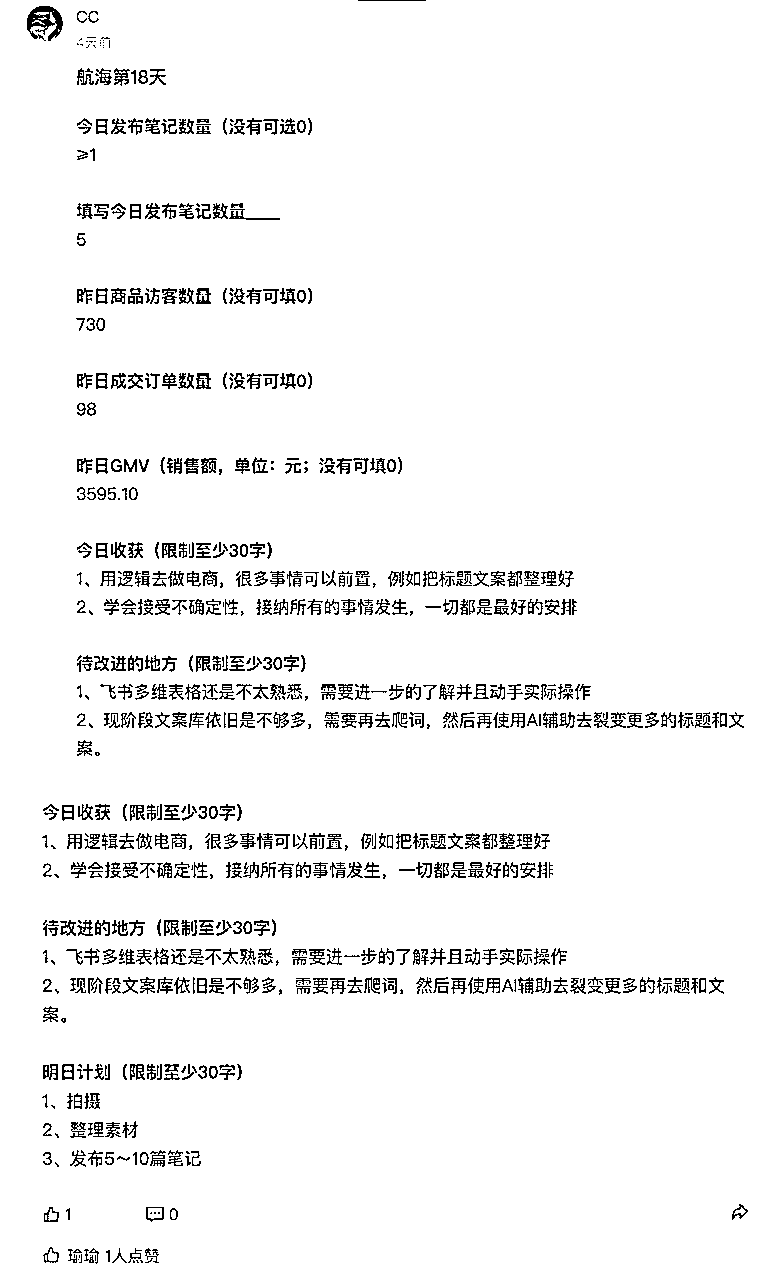 CC
4天前
航海第18天
今日发布笔记数量（没有可选0）
≥1
填写今日发布笔记数量____
5
昨日商品访客数量（没有可填0）
730
昨日成交订单数量（没有可填0）
98
昨日GMV（销售额，单位：元；没有可填0）
3595.10
今日收获（限制至少30字）
1、用逻辑去做电商，很多事情可以前置，例如把标题文案都整理好
2、学会接受不确定性，接纳所有的事情发生，一切都是最好的安排
待改进的地方（限制至少30字）
1、飞书多维表格还是不太熟悉，需要进一步的了解并且动手实际操作
2、现阶段文案库依旧是不够多，需要再去爬词，然后再使用AI辅助去裂变更多的标题和文
案。
今日收获（限制至少30字）
1、用逻辑去做电商，很多事情可以前置，例如把标题文案都整理好
2、学会接受不确定性，接纳所有的事情发生，一切都是最好的安排
待改进的地方（限制至少30字）
1、飞书多维表格还是不太熟悉，需要进一步的了解并且动手实际操作
2、现阶段文案库依旧是不够多，需要再去爬词，然后再使用AI辅助去裂变更多的标题和文
案。
明日计划（限制至少30字）
1、拍摄
2、整理素材
3、发布5～10篇笔记
1 0
瑜瑜 1人点赞